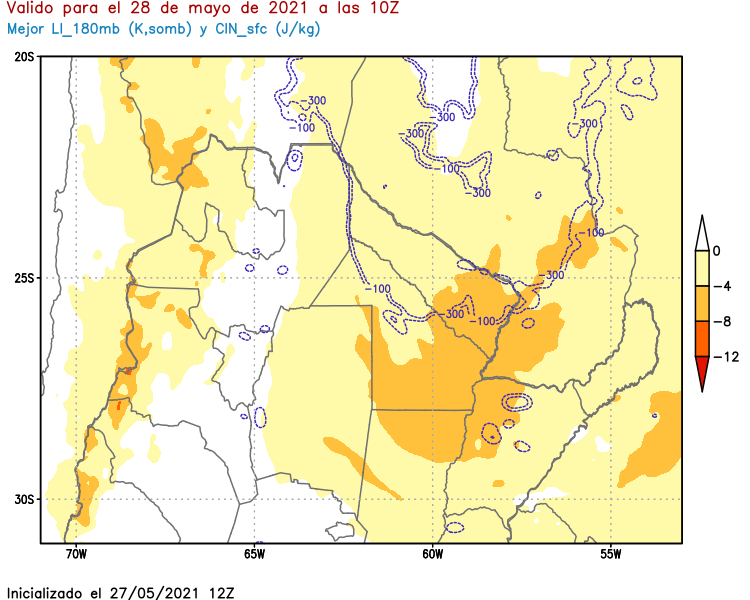 Valido para el 28 de mayo de 2021 a las 10Z
Mejor LI_180mb (K,somb) y CIN_sfc (J/kg)
20S
-300
-100
-300
-300
-300
-100
-300
-100
0
25S
-300
-100
-4
-300
-100
-8
-12
30S
70W
65W
60W
55W
Inicializado el 27/05/2021 12Z